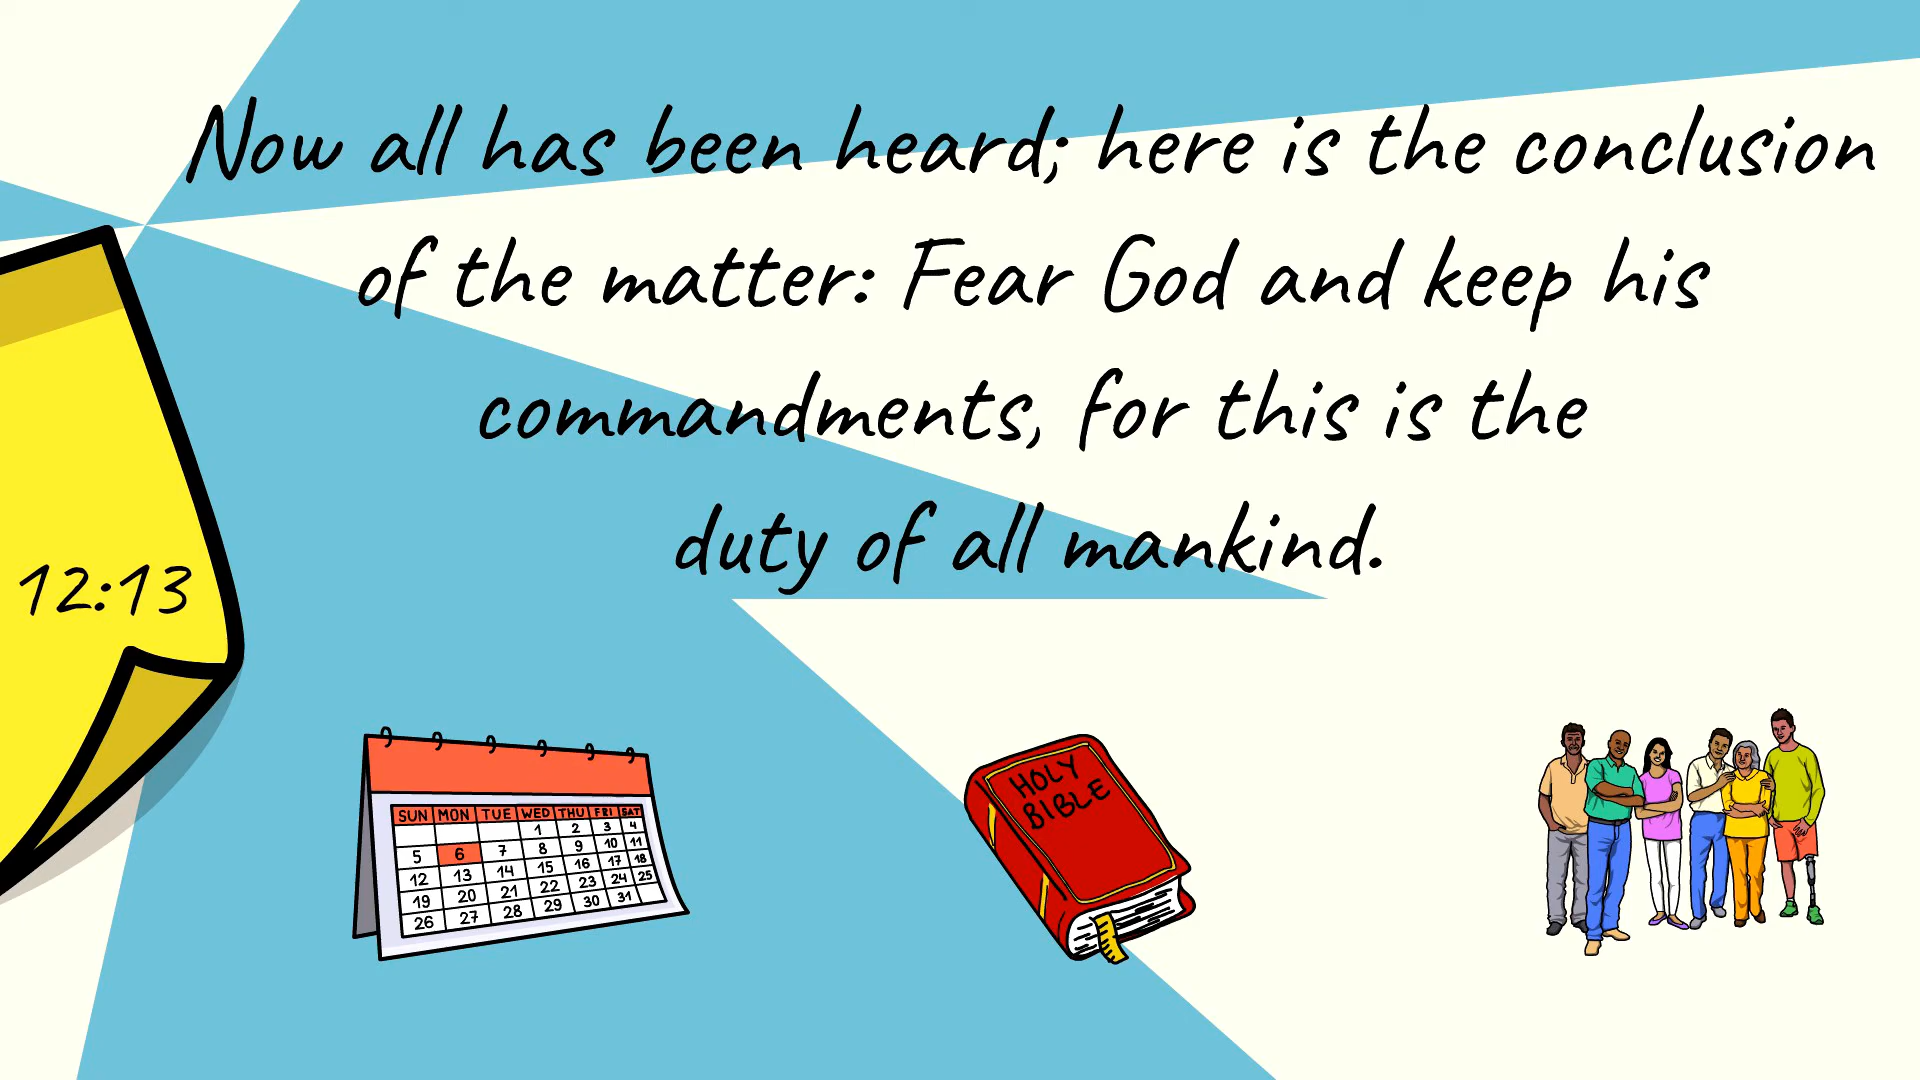 Now all has been heard; here is the conclusion
of the matter: Fear God and keep his
commandments, for this is the
duty of all mankind.
12:13
SUN MON TUE WED THU FRI SAT
1 2 3 4
5 6 7 8 9 10 11
12 13 14 15 16 17 18
19 20 21 22 23 24 25
26 27 28 29 30 31
HOLY
BIBLE